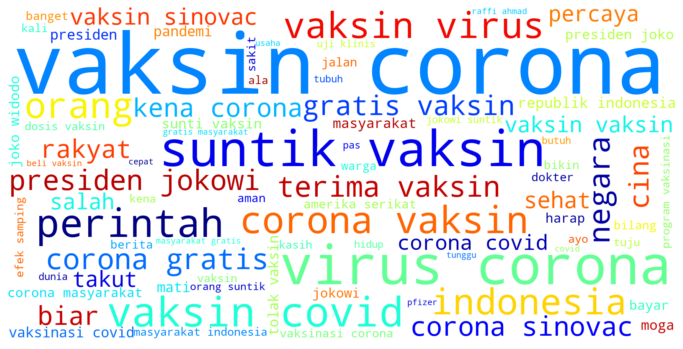 banget
vaksin sinovac
vaksin virus
raffi ahmad
percaya
kali
presiden
pandemi
usaha
sakit
uji klinis
jalan
presiden joko
vaksin corona
ala
tubuh
joko widodo
orang
kena corona
gratis vaksin
republik indonesia
dosis vaksin
sunti vaksin
masyarakat
jokowi suntik
vaksin vaksin
gratis masyarakat
rakyat
suntik vaksin
pas
butuh
negara
cina
program vaksinasi
beli vaksin
cepat
warga
bikin
presiden jokowi
terima vaksin
dokter
salah
kena
aman
amerika serikat
sehat
harap
perintah
corona vaksin
bilang
efek samping
berita
masyarakat gratis
kasih
hidup
corona covid
ayo
tuju
corona gratis
tolak vaksin
virus corona
tunggu
covid
dunia
takut
mati
vaksin
orang suntik
corona masyarakat
jokowi
pfizer
indonesia
bayar
biar
vaksin covid
corona sinovac
moga
vaksinasi covid
masyarakat indonesia
vaksinasi corona